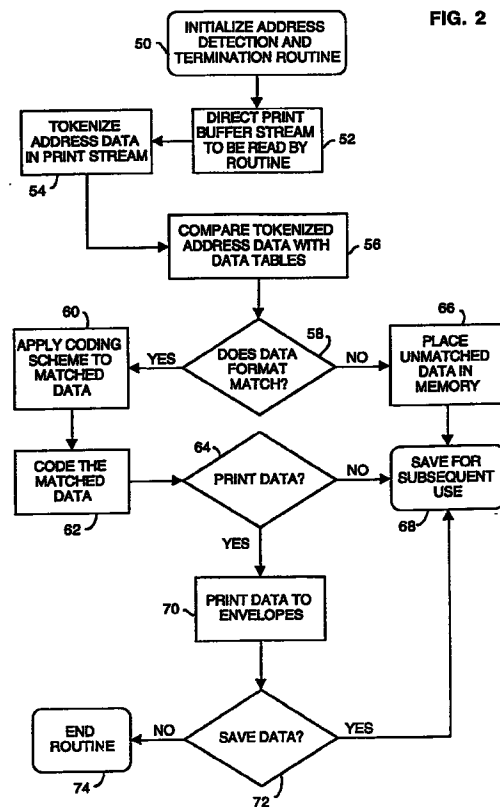 FIG. 2
50
INITIALIZE ADDRESS
DETECTION AND
TERMINATION ROUTINE
DIRECT PRINT
BUFFER STREAM
TO BE READ BY
ROUTINE
52
TOKENIZE
ADDRESS DATA
IN PRINT STREAM
54
COMPARE TOKENIZED
ADDRESS DATA WITH
DATA TABLES
56
58
DOES DATA
FORMAT
MATCH?
YES
NO
60
APPLY CODING
SCHEME TO
MATCHED DATA
66
PLACE
UNMATCHED
DATA IN
MEMORY
CODE THE
MATCHED
DATA
62
64
PRINT DATA?
NO
YES
SAVE FOR
SUBSEQUENT
USE
68
70
PRINT DATA TO
ENVELOPES
SAVE DATA?
72
NO
YES
END
ROUTINE
74